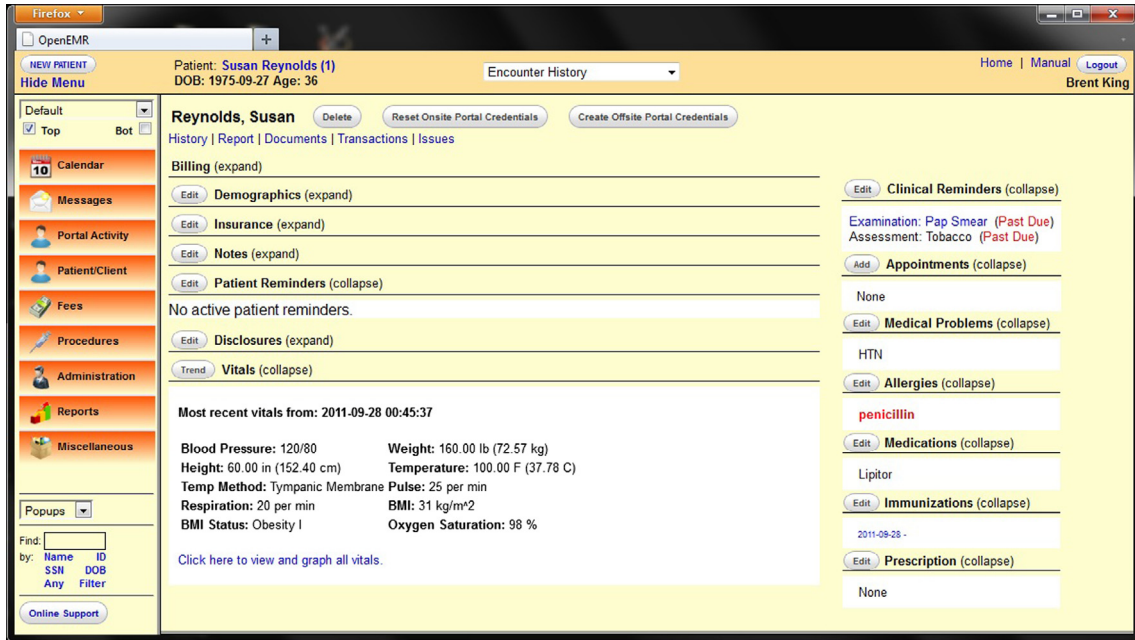 Firefox
OpenEMR
+
NEW PATIENT
Hide Menu
Patient: Susan Reynolds (1)
DOB: 1975-09-27 Age: 36
Encounter History
Home | Manual Logout
Brent King
Default
Top Bot
Calendar
10
Messages
Portal Activity
Patient/Client
Fees
Procedures
Administration
Reports
Miscellaneous
Popups
Find:
by: Name ID
SSN DOB
Any Filter
Online Support
Reynolds, Susan Delete Reset Onsite Portal Credentials Create Offsite Portal Credentials
History | Report | Documents | Transactions | Issues
Billing (expand)
Edit Demographics (expand)
Edit Insurance (expand)
Edit Notes (expand)
Edit Patient Reminders (collapse)
No active patient reminders.
Edit Disclosures (expand)
Trend Vitals (collapse)
Most recent vitals from: 2011-09-28 00:45:37
Blood Pressure: 120/80 Weight: 160.00 lb (72.57 kg)
Height: 60.00 in (152.40 cm) Temperature: 100.00 F (37.78 C)
Temp Method: Tympanic Membrane Pulse: 25 per min
Respiration: 20 per min BMI: 31 kg/m^2
BMI Status: Obesity I Oxygen Saturation: 98 %
Click here to view and graph all vitals.
Edit Clinical Reminders (collapse)
Examination: Pap Smear (Past Due)
Assessment: Tobacco (Past Due)
Add Appointments (collapse)
None
Edit Medical Problems (collapse)
HTN
Edit Allergies (collapse)
penicillin
Edit Medications (collapse)
Lipitor
Edit Immunizations (collapse)
2011-09-28 -
Edit Prescription (collapse)
None